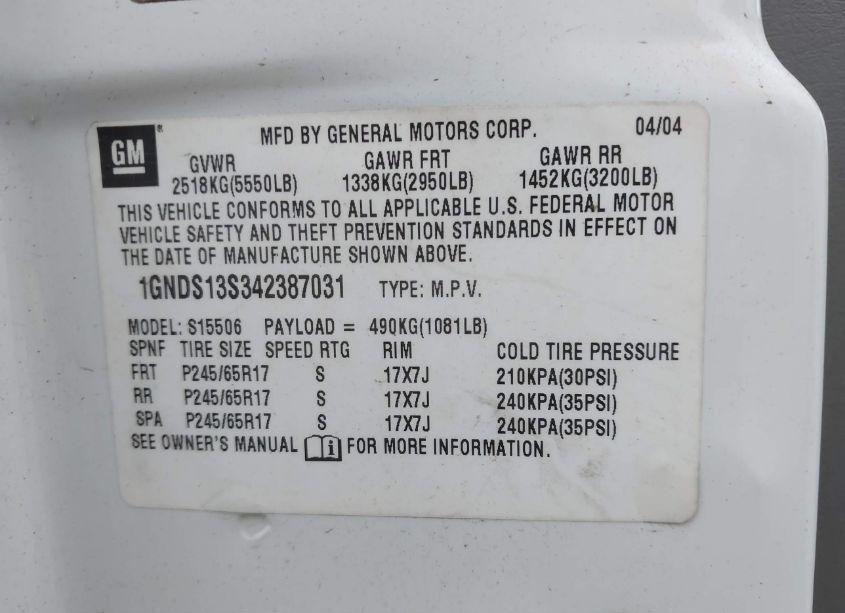 GM
MFD BY GENERAL MOTORS CORP. 04/04
GVWR GAWR FRT GAWR RR
2518KG(5550LB) 1338KG(2950LB) 1452KG(3200LB)
THIS VEHICLE CONFORMS TO ALL APPLICABLE U.S. FEDERAL MOTOR
VEHICLE SAFETY AND THEFT PREVENTION STANDARDS IN EFFECT ON
THE DATE OF MANUFACTURE SHOWN ABOVE.
1GNDS13S342387031 TYPE: M.P.V.
MODEL: S15506 PAYLOAD = 490KG(1081LB)
SPNF TIRE SIZE SPEED RTG RIM COLD TIRE PRESSURE
FRT P245/65R17 S 17X7J 210KPA(30PSI)
RR P245/65R17 S 17X7J 240KPA(35PSI)
SPA P245/65R17 S 17X7J 240KPA(35PSI)
SEE OWNER'S MANUAL i FOR MORE INFORMATION.